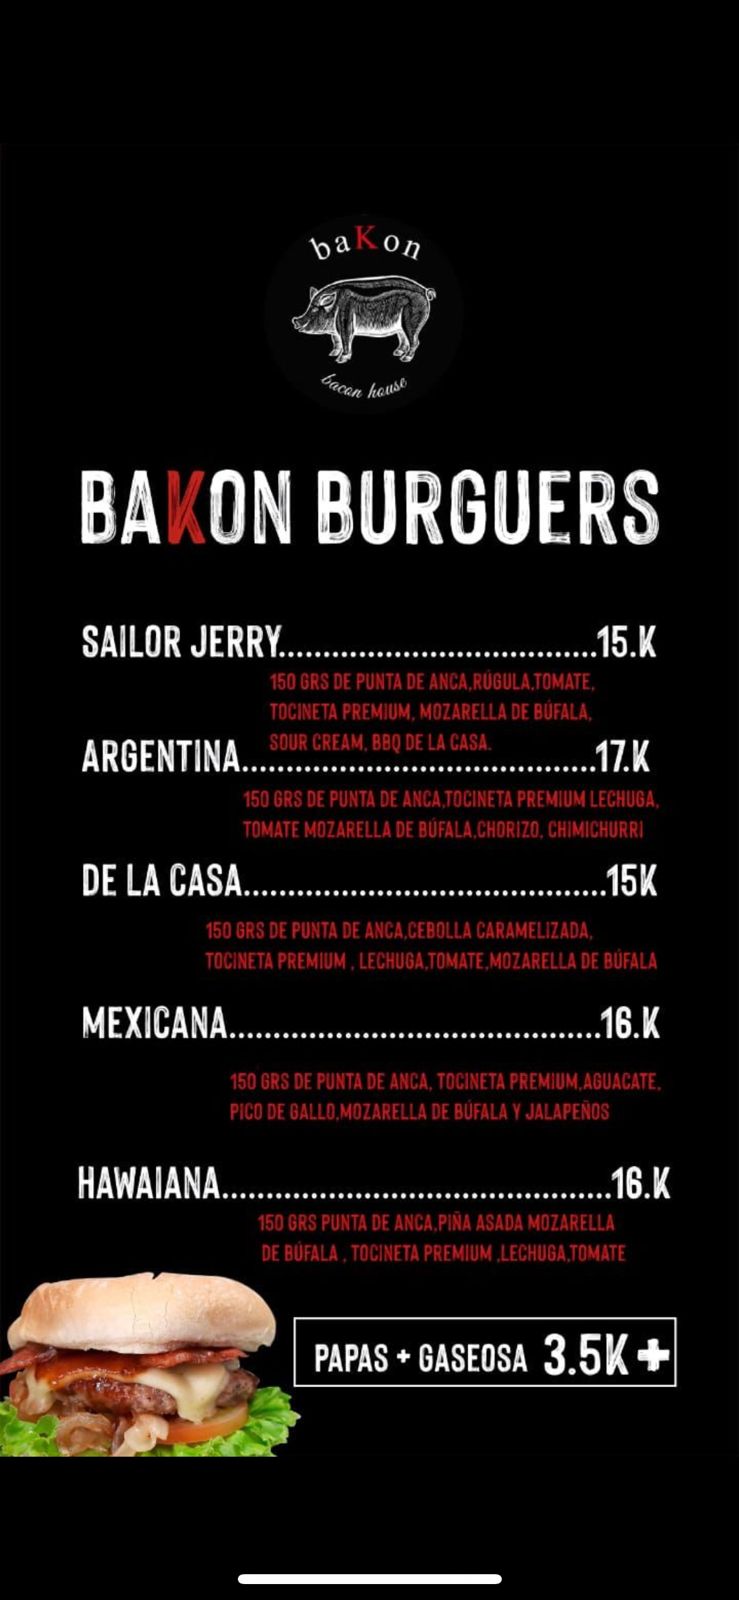 baKon
bacon house
BAKON BURGUERS
SAILOR JERRY..................................15.K
150 GRS DE PUNTA DE ANCA,RÚGULA,TOMATE,
TOCINETA PREMIUM, MOZARELLA DE BÚFALA,
SOUR CREAM, BBQ DE LA CASA.
ARGENTINA......................................17.K
150 GRS DE PUNTA DE ANCA,TOCINETA PREMIUM LECHUGA,
TOMATE MOZARELLA DE BÚFALA,CHORIZO, CHIMICHURRI
DE LA CASA.......................................15K
150 GRS DE PUNTA DE ANCA,CEBOLLA CARAMELIZADA,
TOCINETA PREMIUM , LECHUGA,TOMATE,MOZARELLA DE BÚFALA
MEXICANA........................................16.K
150 GRS DE PUNTA DE ANCA, TOCINETA PREMIUM,AGUACATE,
PICO DE GALLO,MOZARELLA DE BÚFALA Y JALAPEÑOS
HAWAIANA..........................................16.K
150 GRS PUNTA DE ANCA,PIÑA ASADA MOZARELLA
DE BÚFALA , TOCINETA PREMIUM ,LECHUGA,TOMATE
PAPAS + GASEOSA 3.5K +